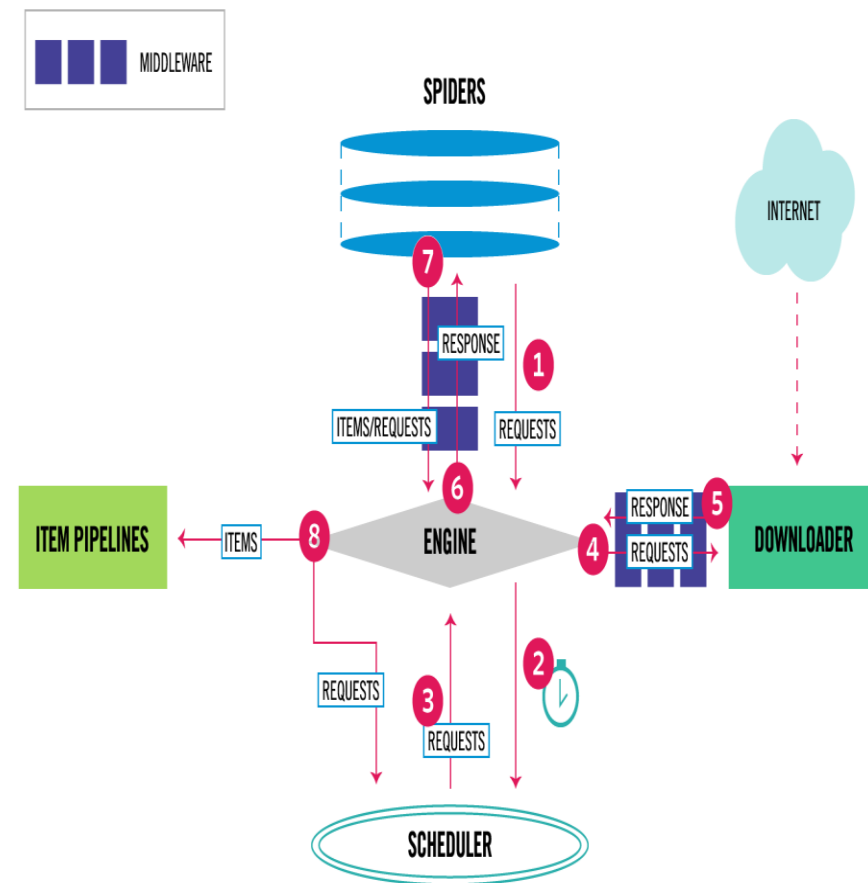 MIDDLEWARE
SPIDERS
INTERNET
7
RESPONSE
1
ITEMS/REQUESTS
REQUESTS
6
5
RESPONSE
ITEM PIPELINES
ITEMS
8
ENGINE
4
REQUESTS
DOWNLOADER
2
REQUESTS
3
REQUESTS
SCHEDULER